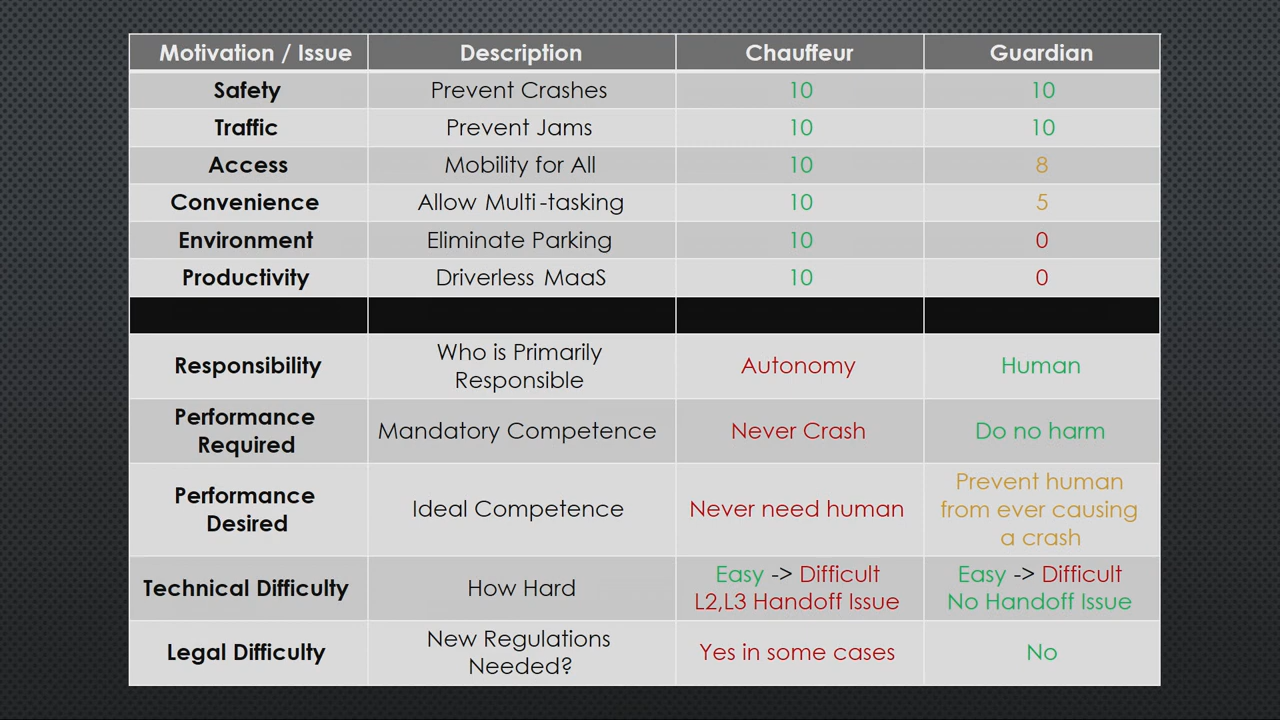 Motivation / Issue Description Chauffeur Guardian
Safety Prevent Crashes 10 10
Traffic Prevent Jams 10 10
Access Mobility for All 10 8
Convenience Allow Multi-tasking 10 5
Environment Eliminate Parking 10 0
Productivity Driverless MaaS 10 0
Responsibility
Who is Primarily
Responsible
Autonomy
Human
Performance
Required
Mandatory Competence
Never Crash
Do no harm
Performance
Desired
Ideal Competence
Never need human
Prevent human
from ever causing
a crash
Technical Difficulty
How Hard
Easy -> Difficult
L2,L3 Handoff Issue
Easy -> Difficult
No Handoff Issue
Legal Difficulty
New Regulations
Needed?
Yes in some cases
No